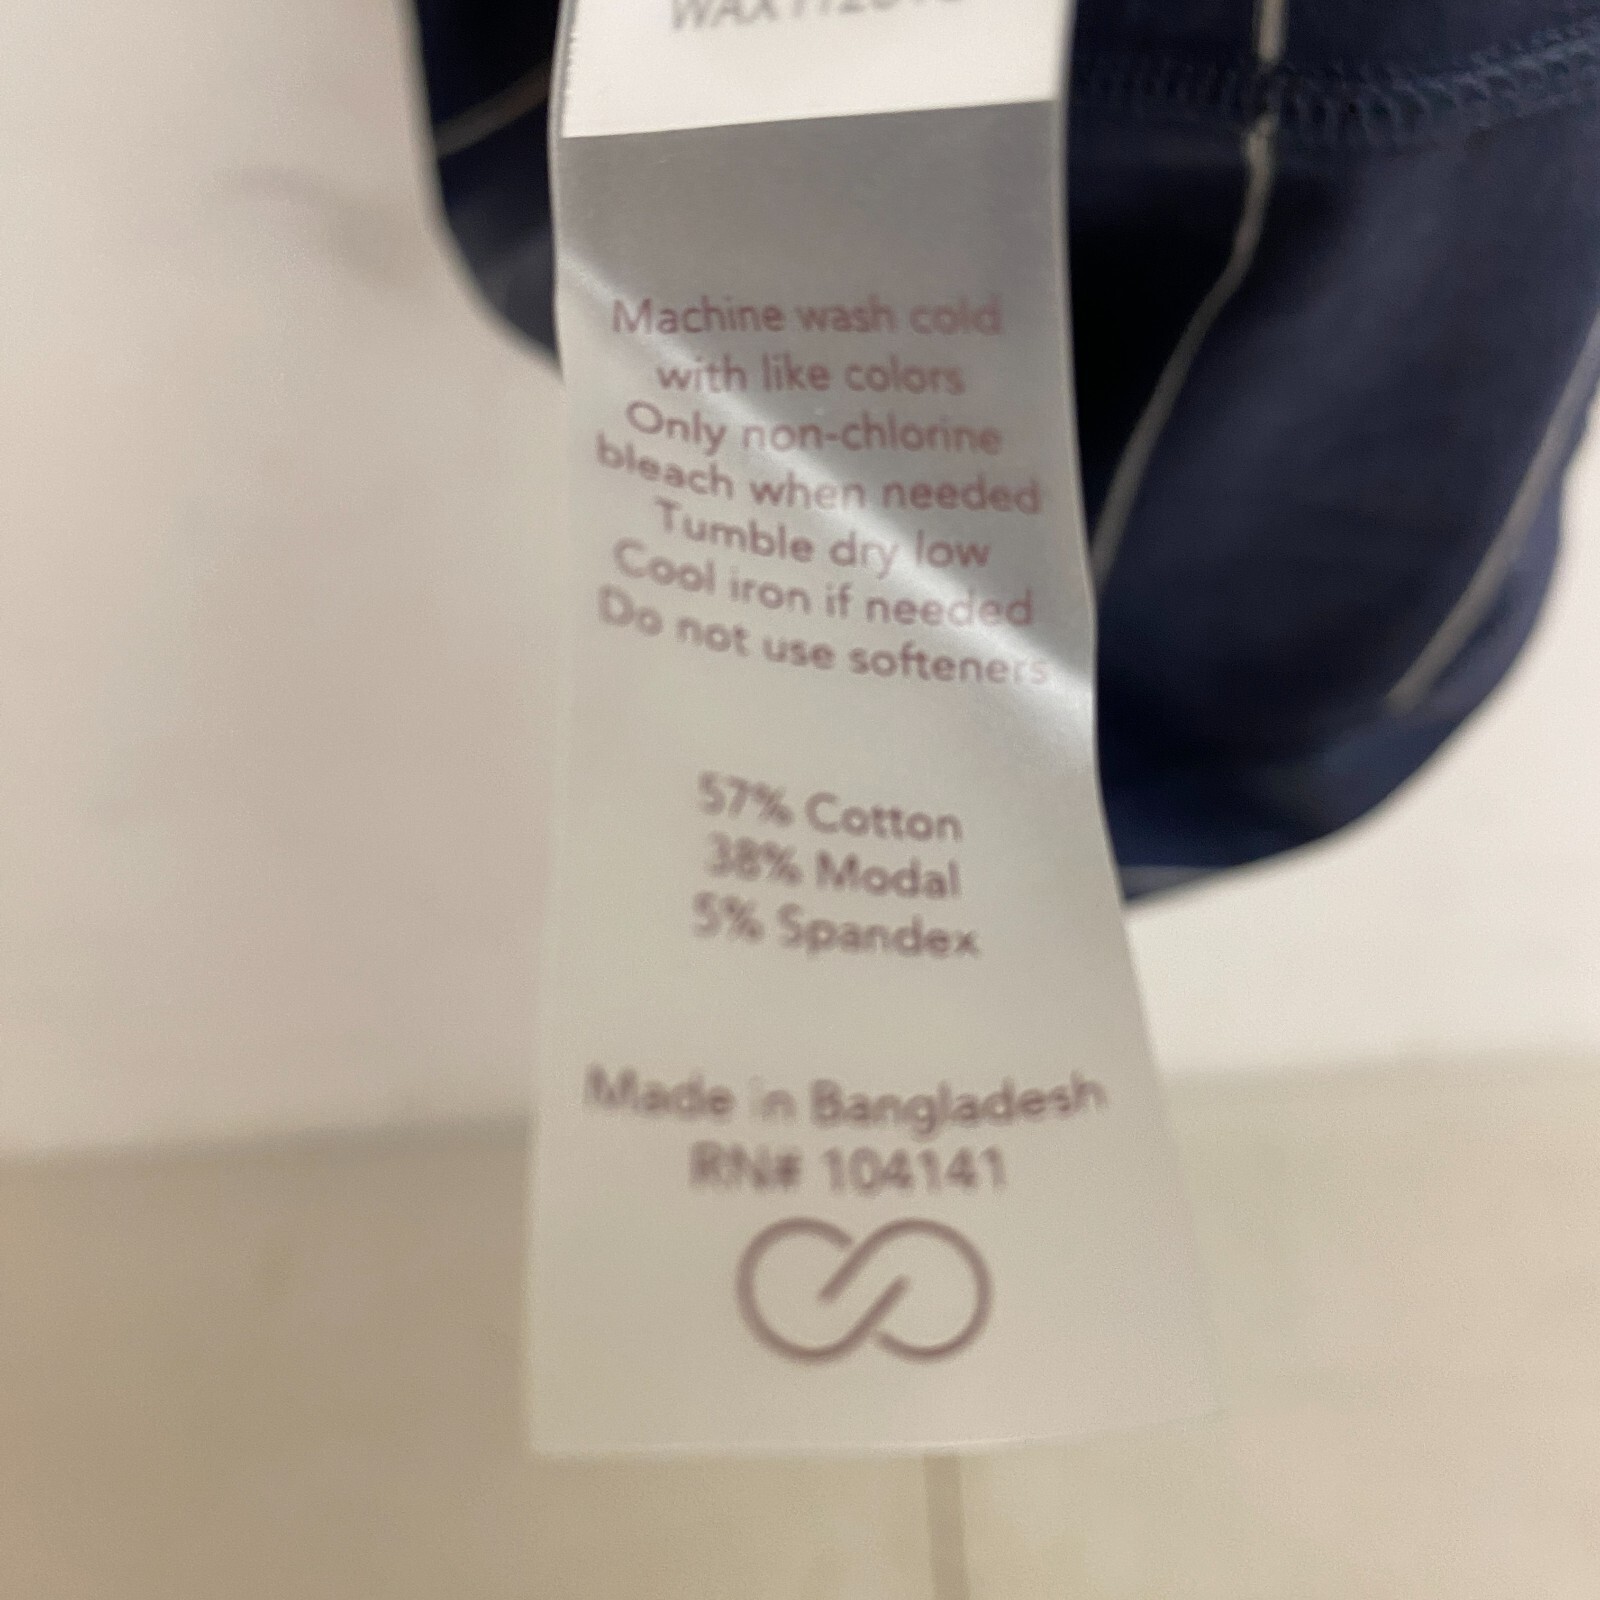 Machine wash cold
with like colors
Only non-chlorine
bleach when needed
Tumble dry low
Cool iron if needed
Do not use softeners
57% Cotton
38% Modal
5% Spandex
Made in Bangladesh
RN# 104141